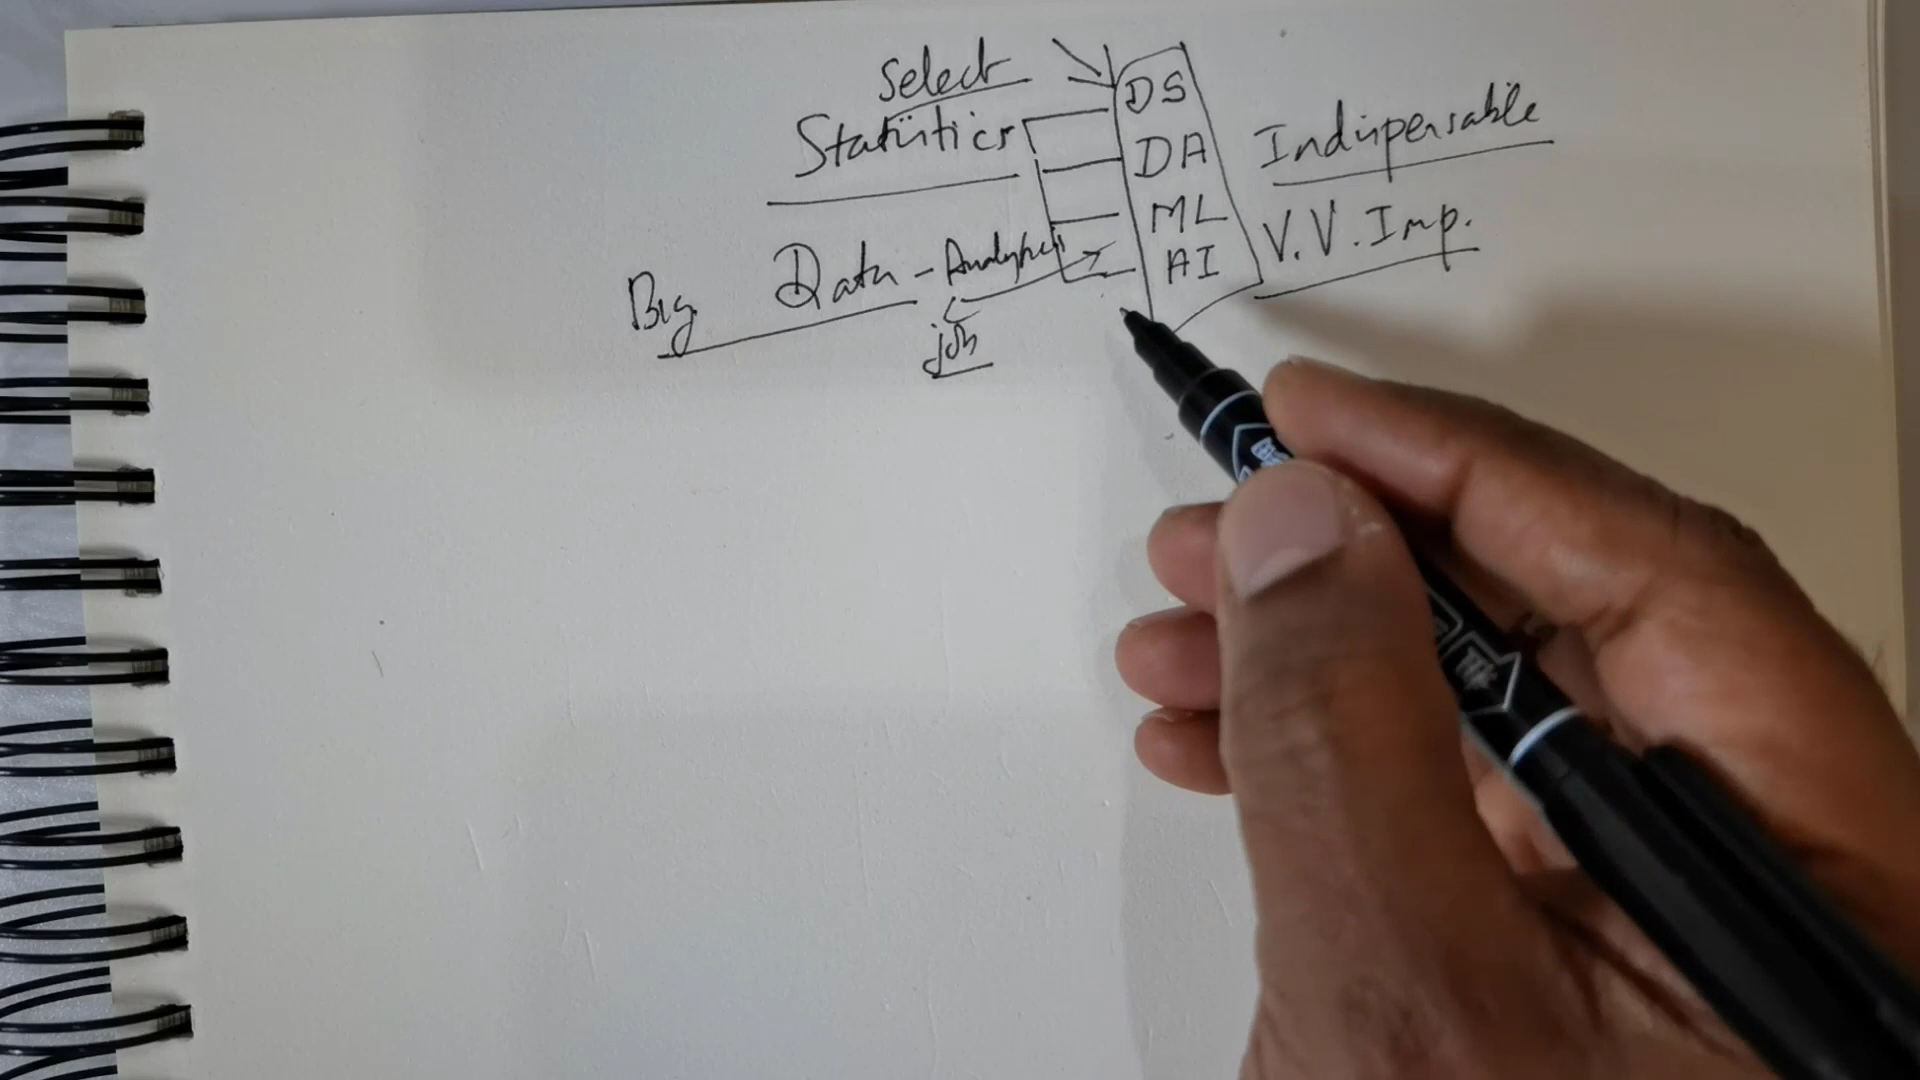 Select
Statistics
DS
DA
ML
AI
Indispensable
V.V.Imp.
Big Data - Analytics
job